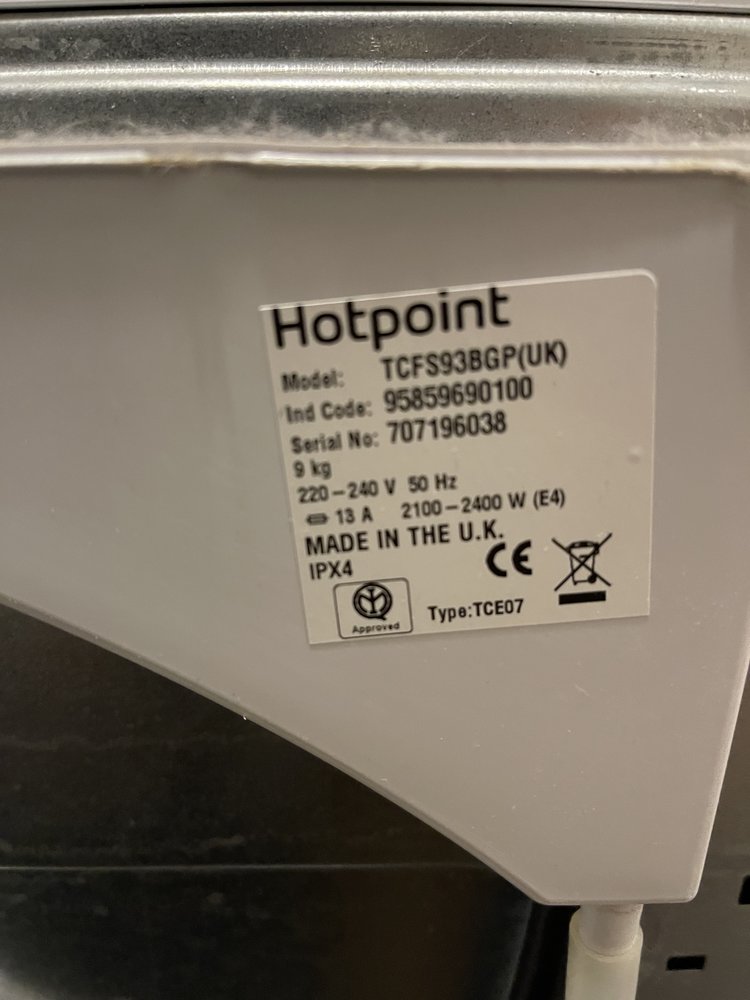 Hotpoint
Model: TCFS93BGP(UK)
Ind Code: 95859690100
Serial No: 707196038
9 kg
220-240 V 50 Hz
13 A 2100-2400 W (E4)
MADE IN THE U.K.
IPX4
CE
Approved
Type:TCE07